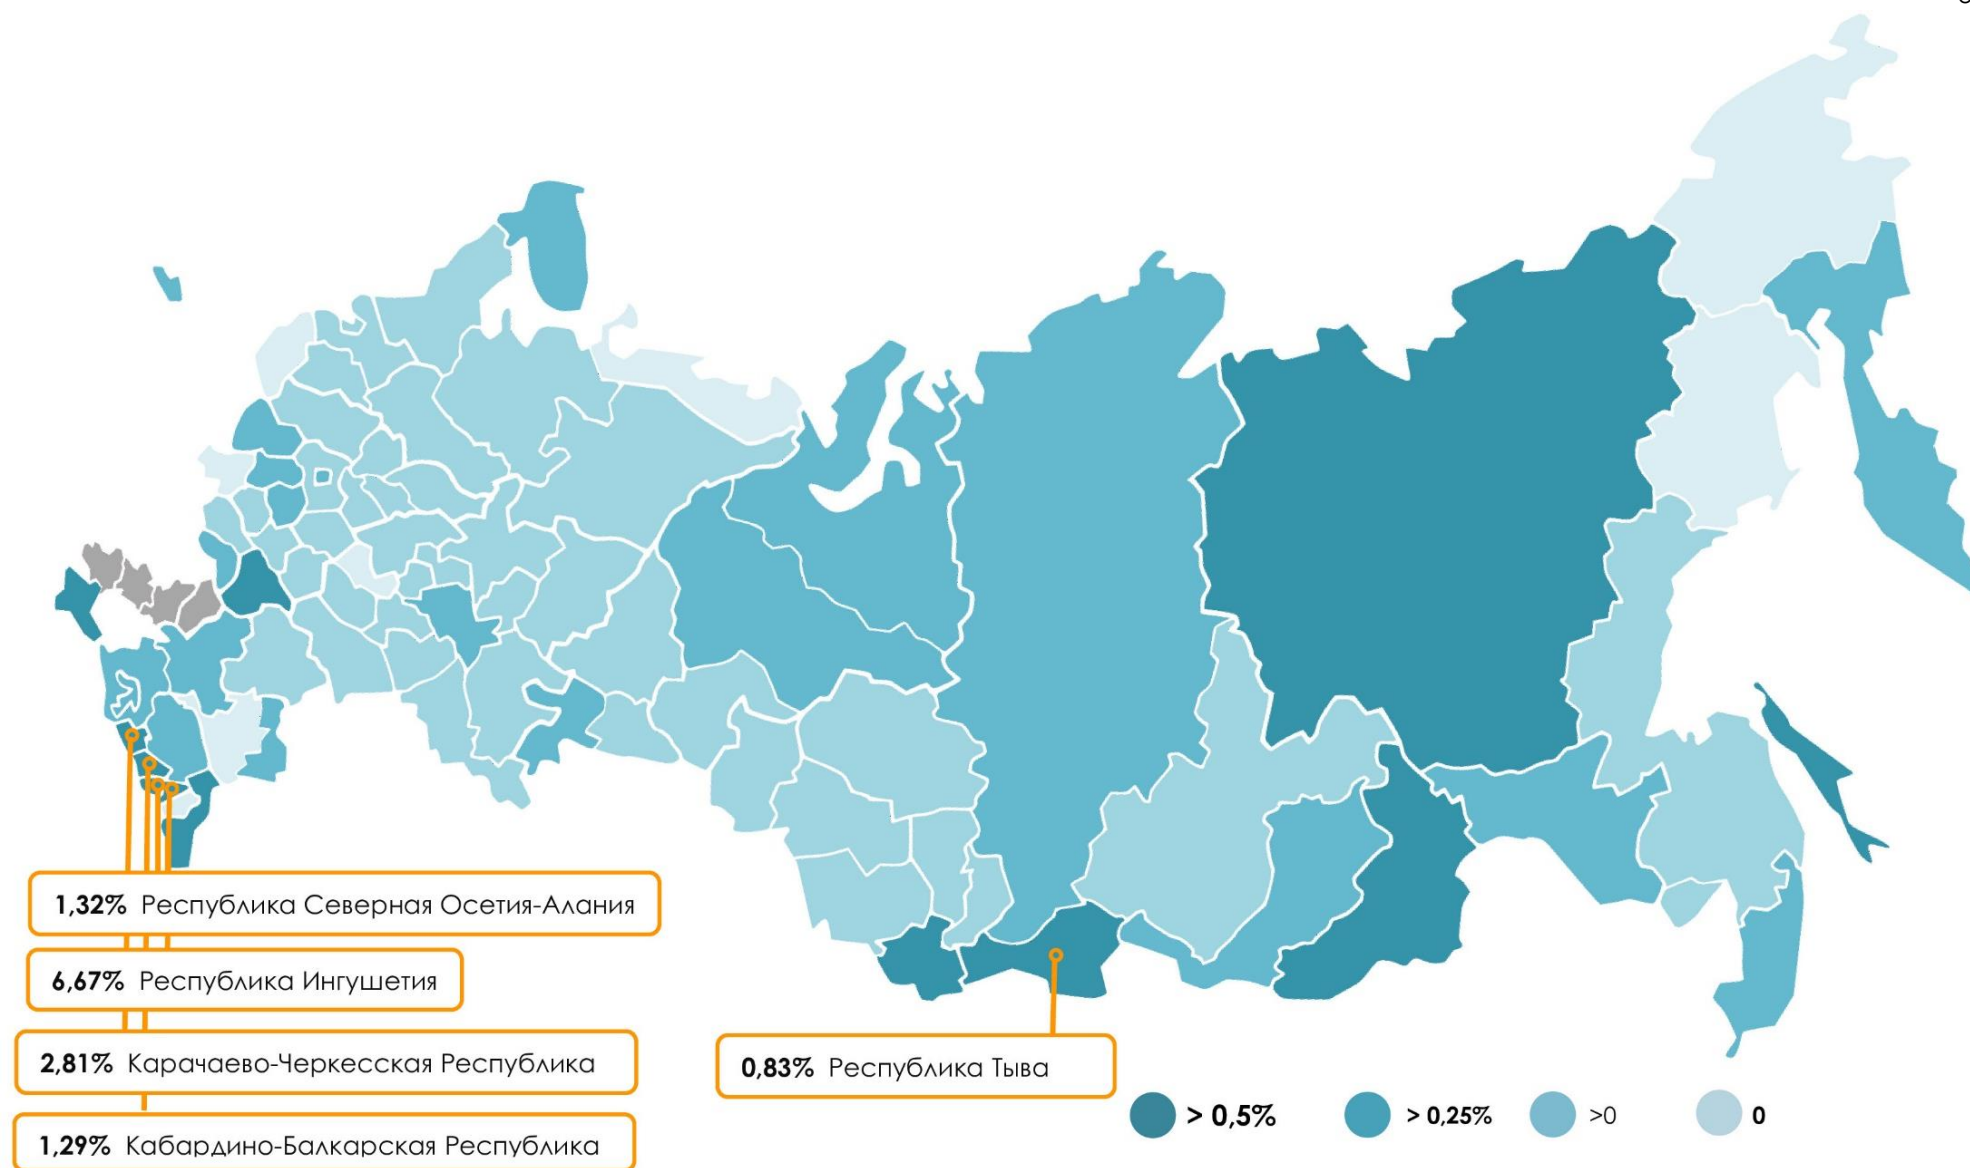 1,32% Республика Северная Осетия-Алания
6,67% Республика Ингушетия
2,81% Карачаево-Черкесская Республика
1,29% Кабардино-Балкарская Республика
0,83% Республика Тыва
> 0,5%
> 0,25%
>0
0